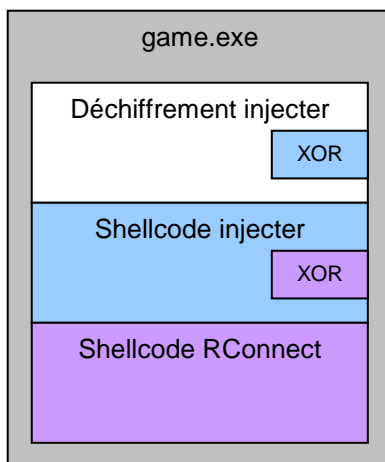 game.exe
Déchiffrement injecter
XOR
Shellcode injecter
XOR
Shellcode RConnect